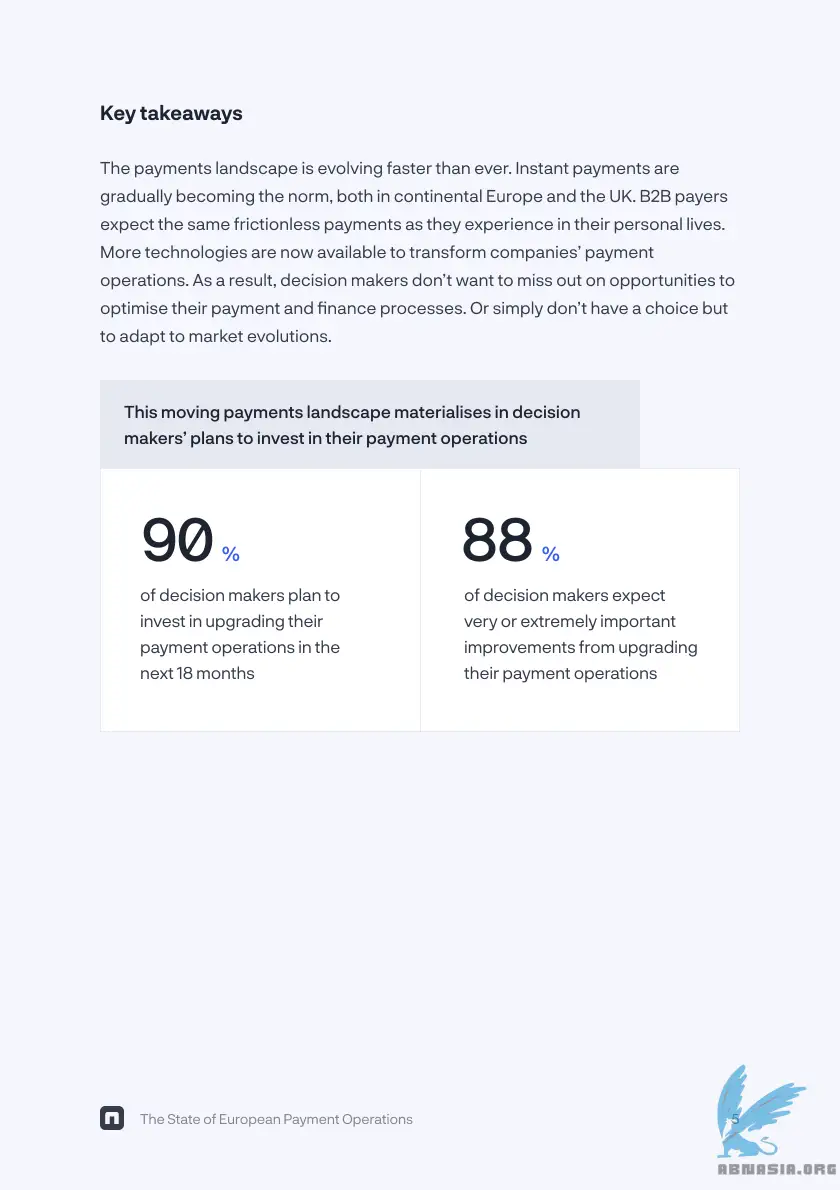 Key takeaways
The payments landscape is evolving faster than ever. Instant payments are
gradually becoming the norm, both in continental Europe and the UK. B2B payers
expect the same frictionless payments as they experience in their personal lives.
More technologies are now available to transform companies’ payment
operations. As a result, decision makers don’t want to miss out on opportunities to
optimise their payment and finance processes. Or simply don’t have a choice but
to adapt to market evolutions.
This moving payments landscape materialises in decision
makers’ plans to invest in their payment operations
90 %
of decision makers plan to
invest in upgrading their
payment operations in the
next 18 months
88 %
of decision makers expect
very or extremely important
improvements from upgrading
their payment operations
The State of European Payment Operations
5
ABNASIA.ORG